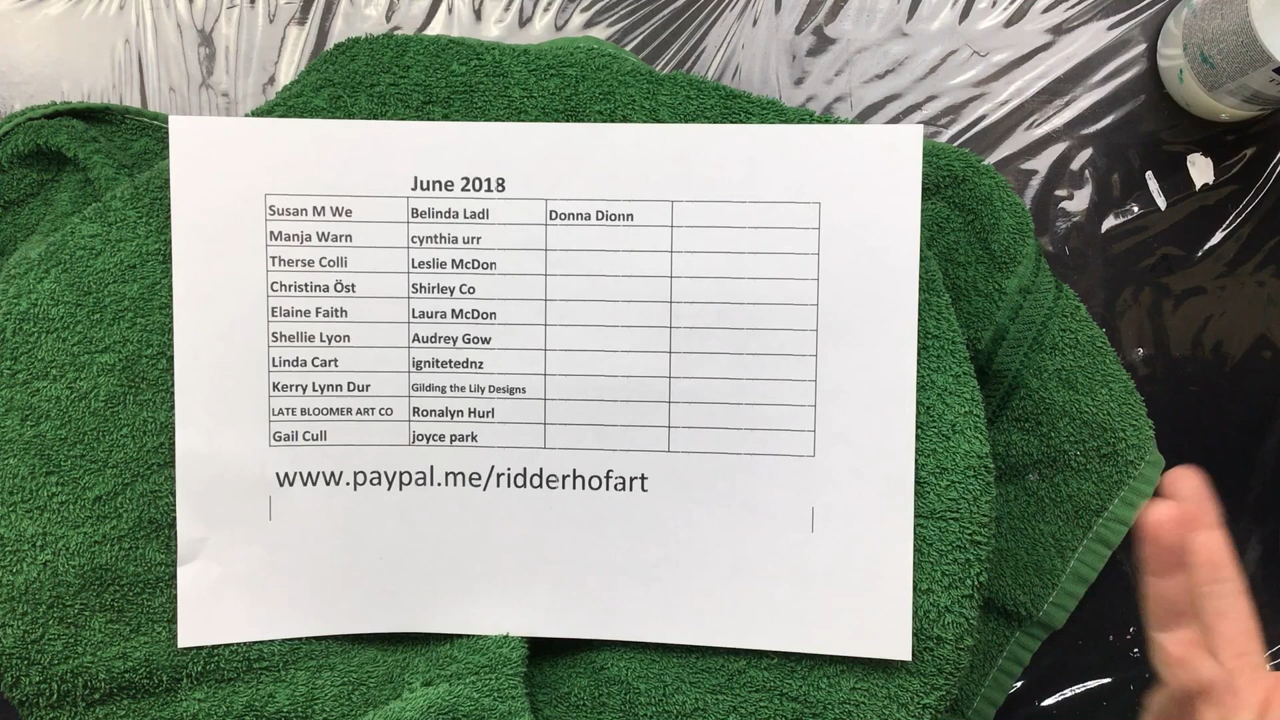 June 2018
Susan M We Belinda Ladl Donna Dionn
Manja Warn cynthia urr
Therse Colli Leslie McDon
Christina Öst Shirley Co
Elaine Faith Laura McDon
Shellie Lyon Audrey Gow
Linda Cart ignitetednz
Kerry Lynn Dur Gilding the Lily Designs
LATE BLOOMER ART CO Ronalyn Hurl
Gail Cull joyce park
www.paypal.me/ridderhofart